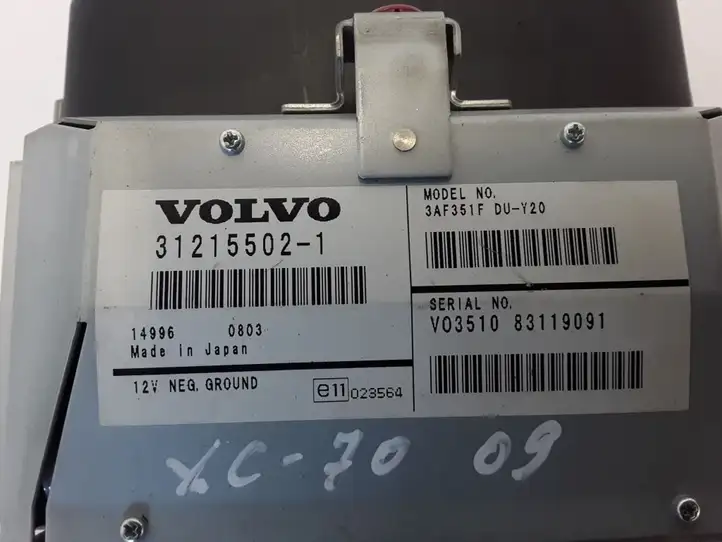 VOLVO
31215502-1
14996 0803
Made in Japan
12V NEG. GROUND
e11 023564
MODEL NO.
3AF351F DU-Y20
SERIAL NO.
VO3510 83119091
XC-70 09